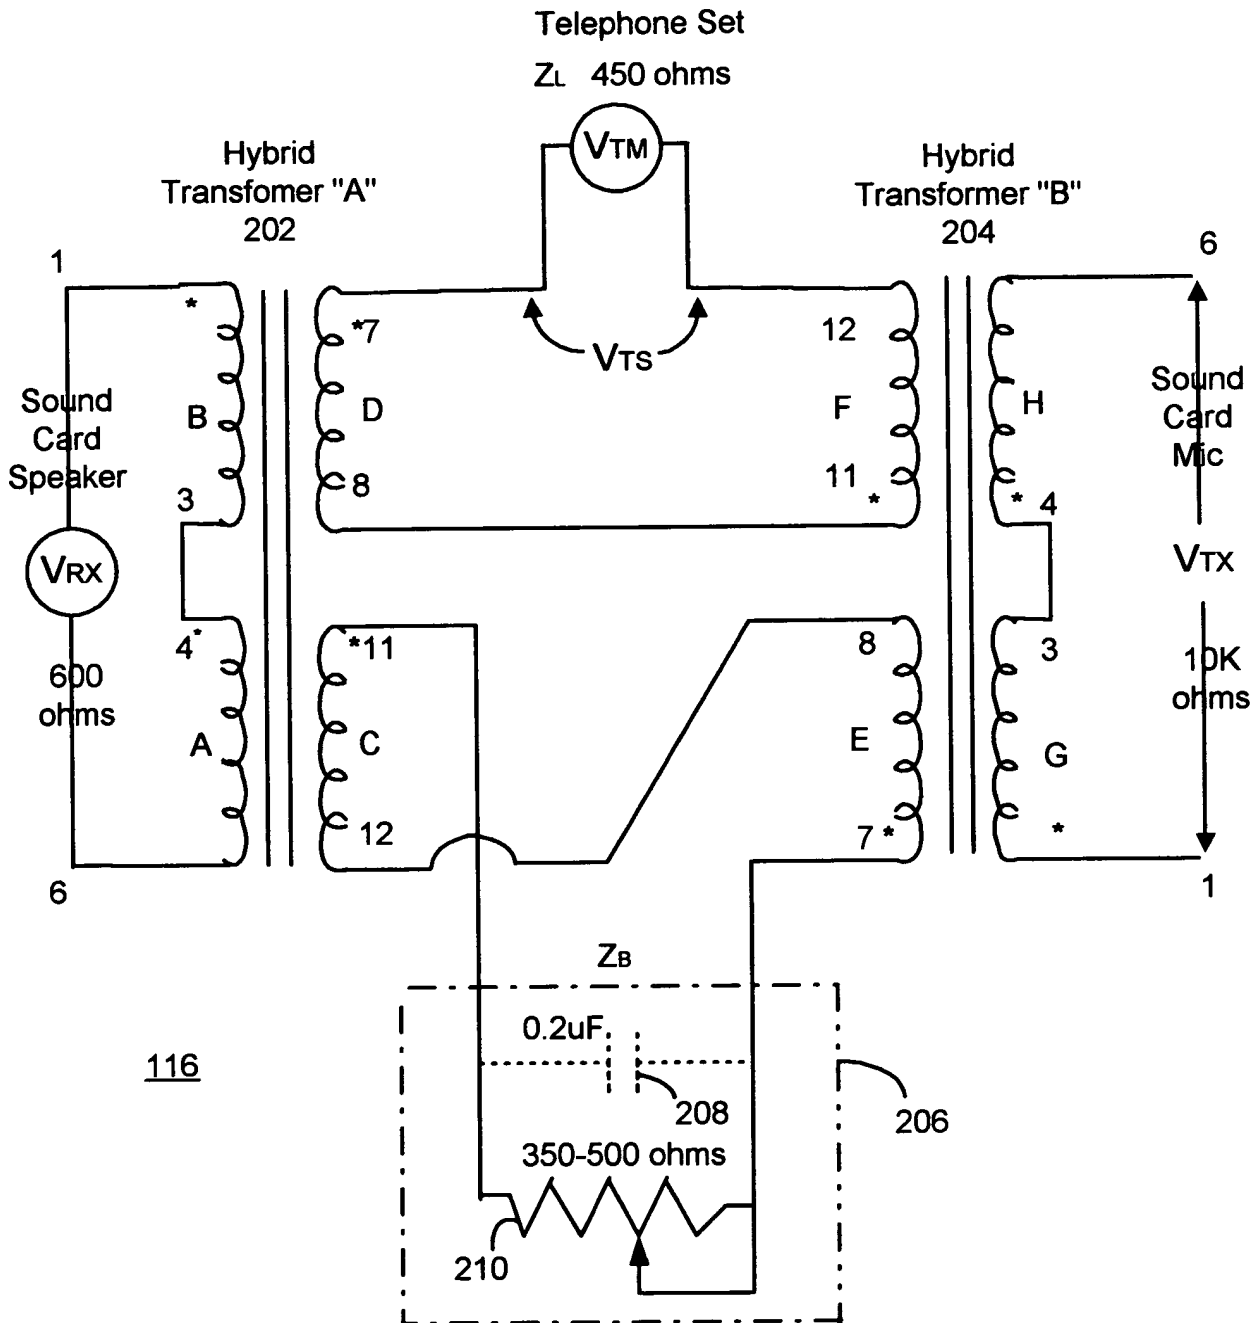 Telephone Set
ZL 450 ohms
VTM
Hybrid
Transfomer "A"
202
Hybrid
Transformer "B"
204
1
6
*
*7
12
VTS
Sound
Card
Speaker
B
D
F
H
Sound
Card
Mic
3
8
11
*
* 4
VRX
VTX
4*
*11
8
3
600
ohms
10K
ohms
A
C
E
G
12
7 *
*
6
1
ZB
0.2uF
116
208
206
350-500 ohms
210